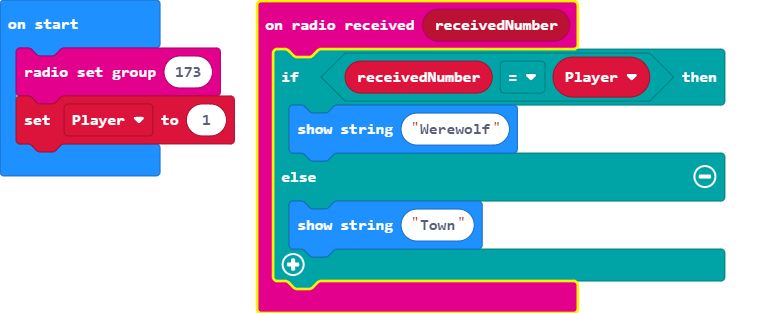 on start
radio set group 173
set Player to 1
on radio received receivedNumber
if receivedNumber = Player then
show string "Werewolf"
else
show string "Town"